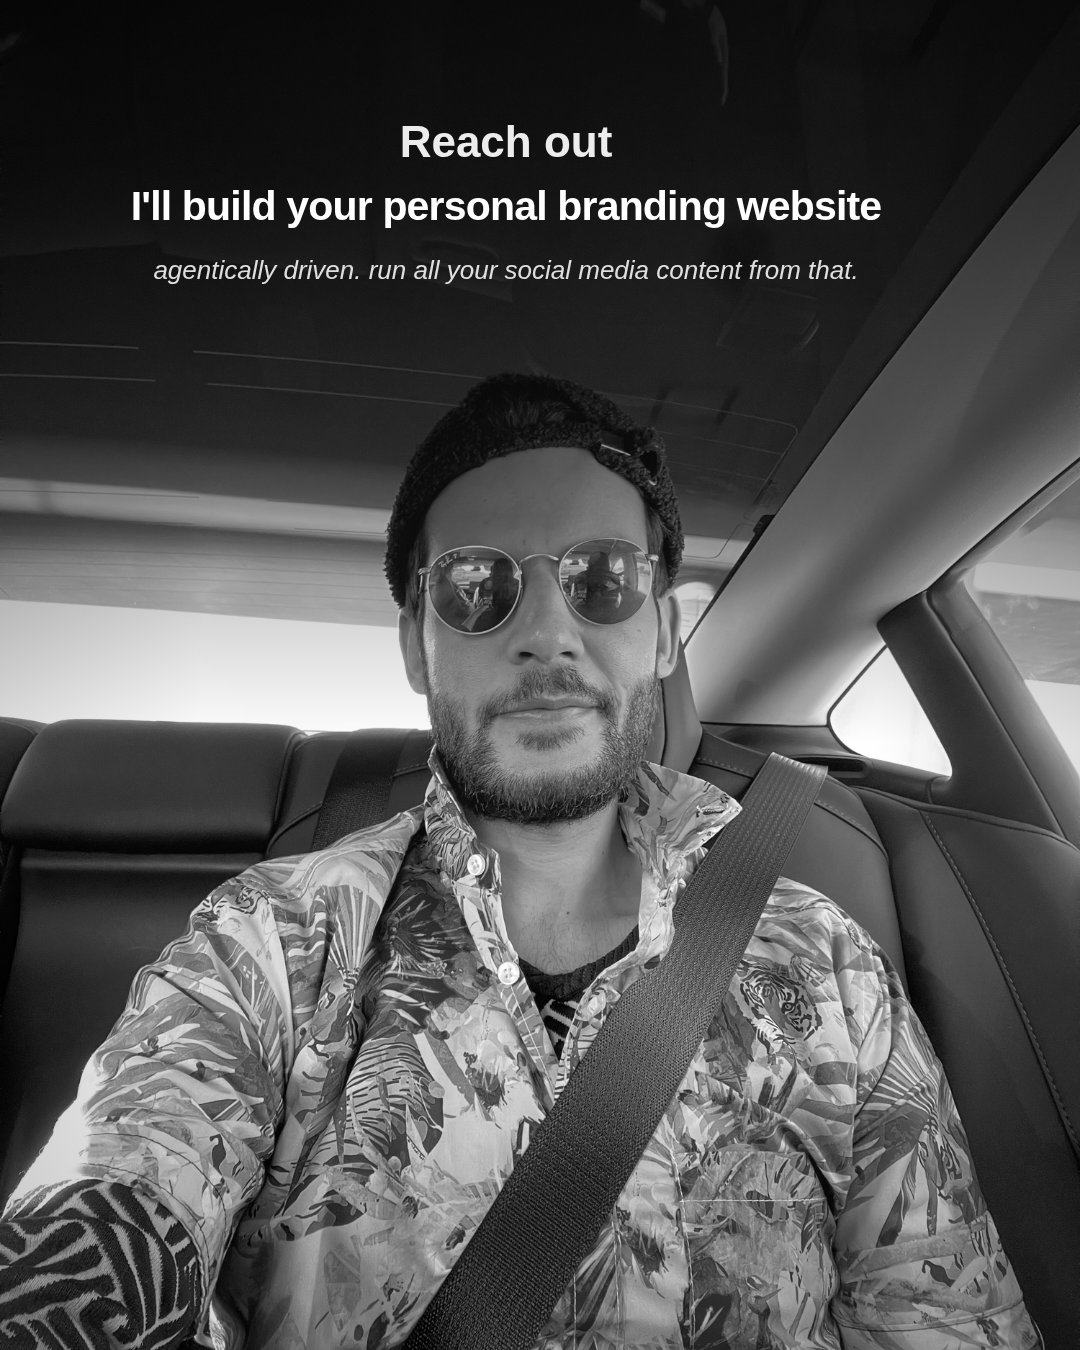 Reach out
I'll build your personal branding website
agentically driven. run all your social media content from that.